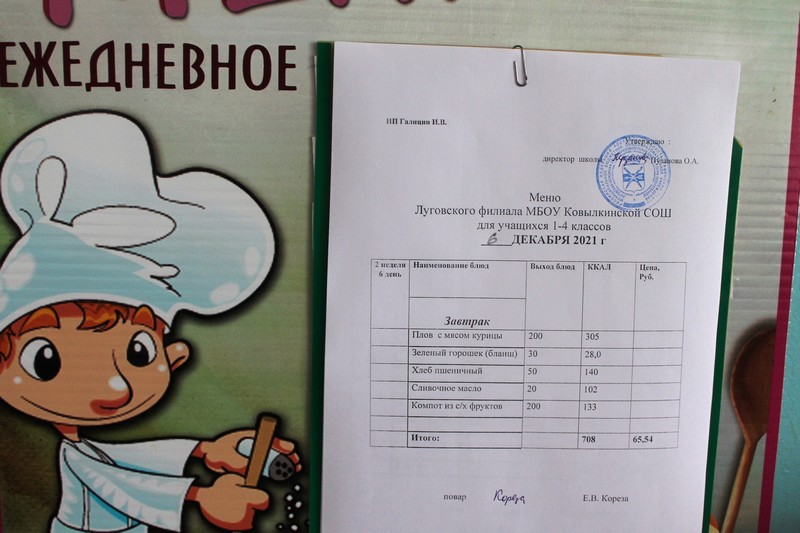 ЕЖЕДНЕВНОЕ
ИП Галицин И.В.
Утверждаю :
директор школы Пузанова О.А.
Меню
Луговского филиала МБОУ Ковылкинской СОШ
для учащихся 1-4 классов
6 ДЕКАБРЯ 2021 г
2 неделя 6 день Наименование блюд Выход блюд ККАЛ Цена, Руб.
Завтрак
Плов с мясом курицы 200 305
Зеленый горошек (бланш) 30 28,0
Хлеб пшеничный 50 140
Сливочное масло 20 102
Компот из с/х фруктов 200 133
Итого: 708 65,54
повар Кореза Е.В. Кореза